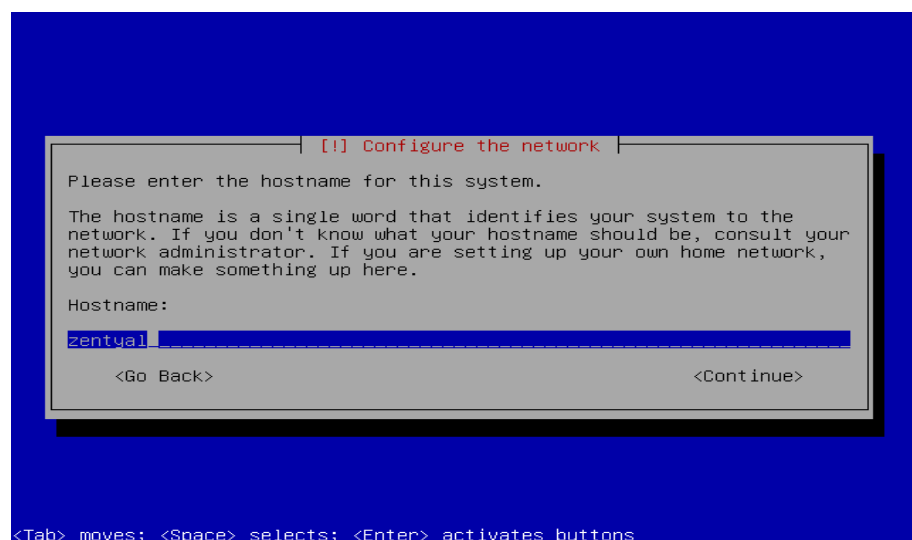 [!] Configure the network
Please enter the hostname for this system.
The hostname is a single word that identifies your system to the
network. If you don't know what your hostname should be, consult your
network administrator. If you are setting up your own home network,
you can make something up here.
Hostname:
zentyal
<Go Back> <Continue>
<Tab> moves; <Space> selects; <Enter> activates buttons